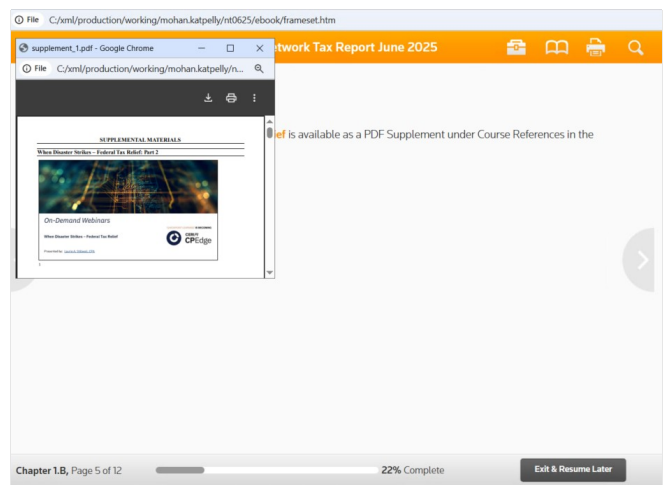 File C:/xml/production/working/mohan.katpelly/nt0625/ebook/frameset.htm
supplement_1.pdf - Google Chrome
File C:/xml/production/working/mohan.katpelly/n...
etwork Tax Report June 2025
SUPPLEMENTAL MATERIALS
When Disaster Strikes – Federal Tax Relief: Part 2
On-Demand Webinars
When Disaster Strikes – Federal Tax Relief
CPEdge
ef is available as a PDF Supplement under Course References in the
Chapter 1.B, Page 5 of 12
22% Complete
Exit & Resume Later